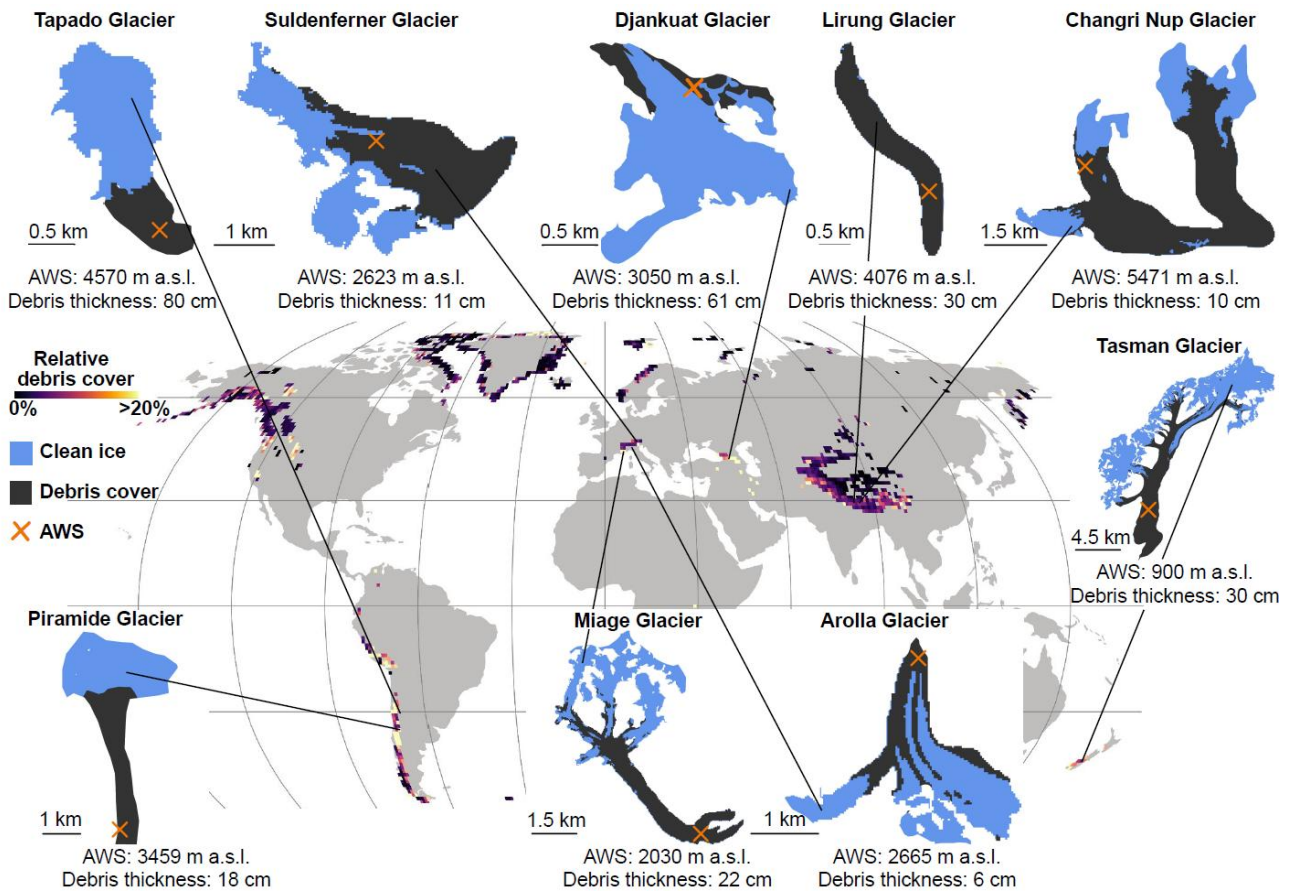 Tapado Glacier
0.5 km
AWS: 4570 m a.s.l.
Debris thickness: 80 cm
Suldenferner Glacier
1 km
AWS: 2623 m a.s.l.
Debris thickness: 11 cm
Djankuat Glacier
0.5 km
AWS: 3050 m a.s.l.
Debris thickness: 61 cm
Lirung Glacier
0.5 km
AWS: 4076 m a.s.l.
Debris thickness: 30 cm
Changri Nup Glacier
1.5 km
AWS: 5471 m a.s.l.
Debris thickness: 10 cm
Relative
debris cover
0% >20%
Clean ice
Debris cover
AWS
Tasman Glacier
4.5 km
AWS: 900 m a.s.l.
Debris thickness: 30 cm
Piramide Glacier
1 km
AWS: 3459 m a.s.l.
Debris thickness: 18 cm
Miage Glacier
1.5 km
AWS: 2030 m a.s.l.
Debris thickness: 22 cm
Arolla Glacier
1 km
AWS: 2665 m a.s.l.
Debris thickness: 6 cm